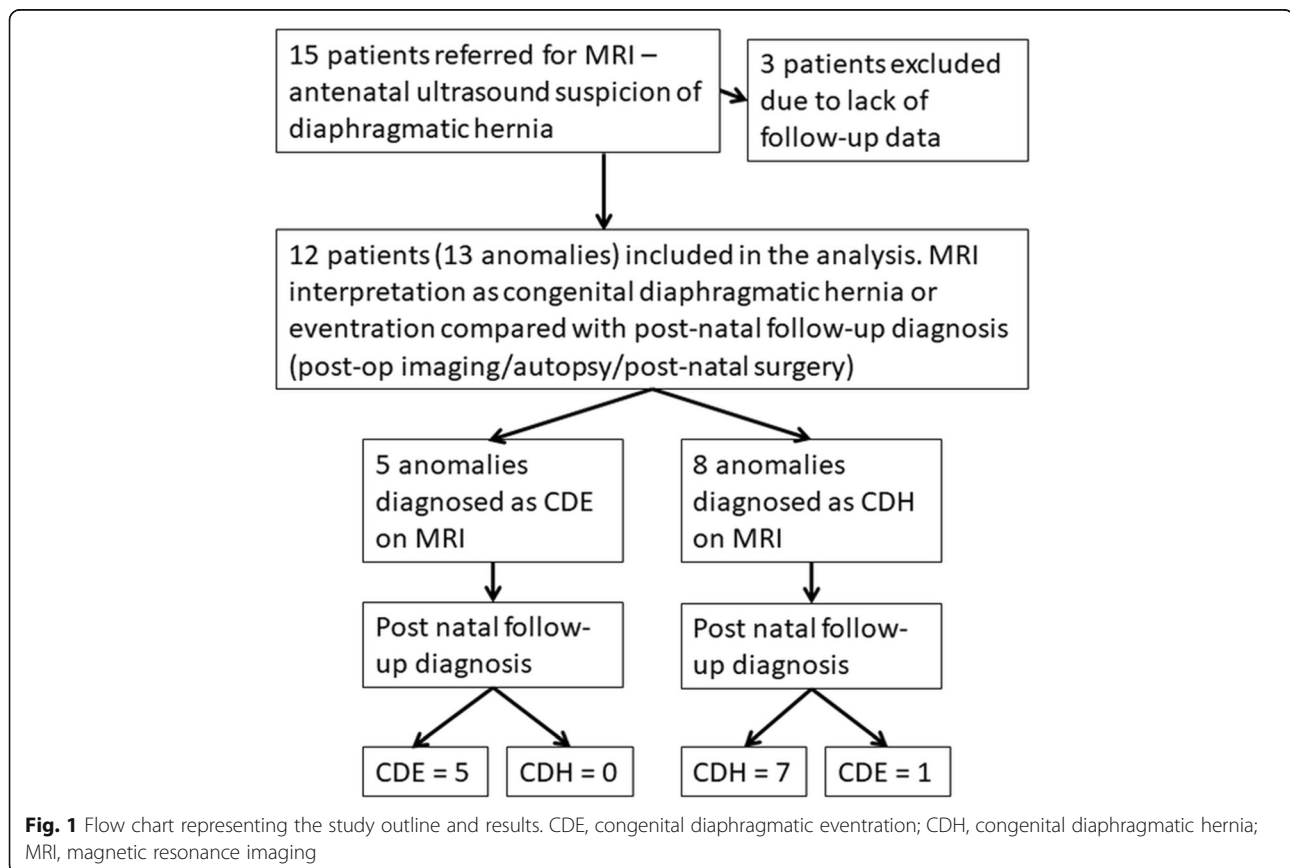 15 patients referred for MRI –
antenatal ultrasound suspicion of
diaphragmatic hernia
3 patients excluded
due to lack of
follow-up data
12 patients (13 anomalies) included in the analysis. MRI
interpretation as congenital diaphragmatic hernia or
eventration compared with post-natal follow-up diagnosis
(post-op imaging/autopsy/post-natal surgery)
5 anomalies
diagnosed as CDE
on MRI
8 anomalies
diagnosed as CDH
on MRI
Post natal follow-
up diagnosis
Post natal follow-
up diagnosis
CDE = 5
CDH = 0
CDH = 7
CDE = 1
Fig. 1 Flow chart representing the study outline and results. CDE, congenital diaphragmatic eventration; CDH, congenital diaphragmatic hernia;
MRI, magnetic resonance imaging